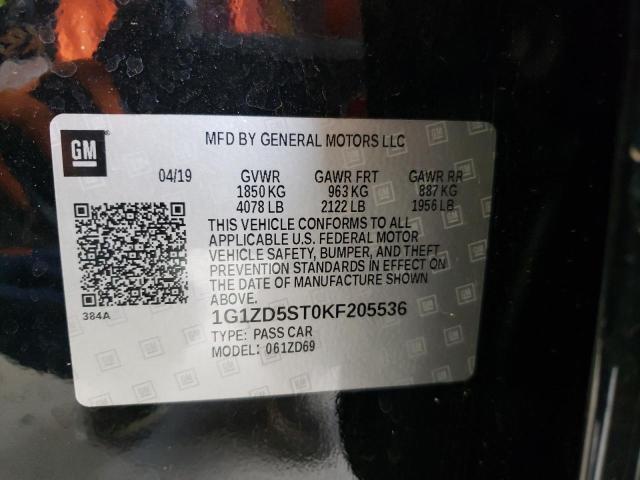 GM
MFD BY GENERAL MOTORS LLC
04/19 GVWR GAWR FRT GAWR RR
1850 KG 963 KG 887 KG
4078 LB 2122 LB 1956 LB
THIS VEHICLE CONFORMS TO ALL
APPLICABLE U.S. FEDERAL MOTOR
VEHICLE SAFETY, BUMPER, AND THEFT
PREVENTION STANDARDS IN EFFECT ON
THE DATE OF MANUFACTURE SHOWN
ABOVE.
384A
1G1ZD5ST0KF205536
TYPE: PASS CAR
MODEL: 061ZD69